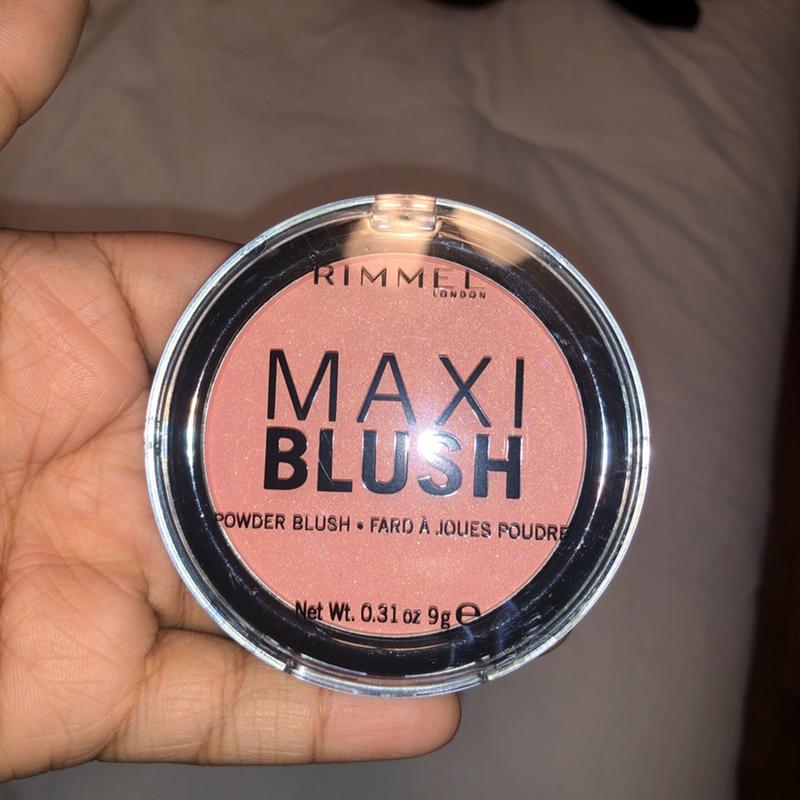 RIMMEL
LONDON
MAXI
BLUSH
POWDER BLUSH • FARD À JOUES POUDRE
Net Wt. 0.31 oz 9g ℮